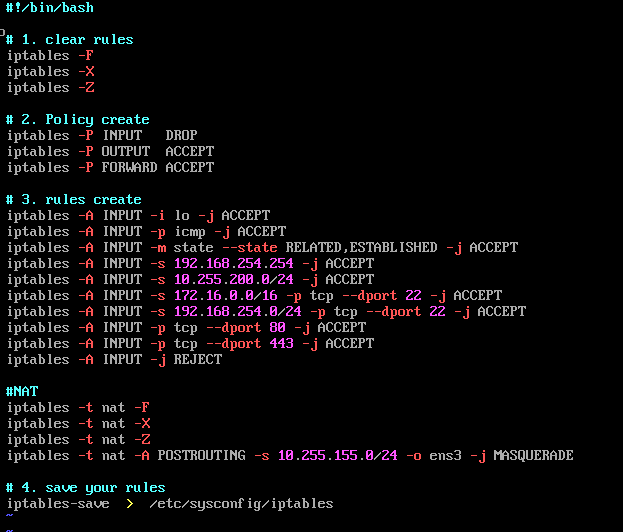 #!/bin/bash
# 1. clear rules
iptables -F
iptables -X
iptables -Z
# 2. Policy create
iptables -P INPUT   DROP
iptables -P OUTPUT  ACCEPT
iptables -P FORWARD ACCEPT
# 3. rules create
iptables -A INPUT -i lo -j ACCEPT
iptables -A INPUT -p icmp -j ACCEPT
iptables -A INPUT -m state --state RELATED,ESTABLISHED -j ACCEPT
iptables -A INPUT -s 192.168.254.254 -j ACCEPT
iptables -A INPUT -s 10.255.200.0/24 -j ACCEPT
iptables -A INPUT -s 172.16.0.0/16 -p tcp --dport 22 -j ACCEPT
iptables -A INPUT -s 192.168.254.0/24 -p tcp --dport 22 -j ACCEPT
iptables -A INPUT -p tcp --dport 80 -j ACCEPT
iptables -A INPUT -p tcp --dport 443 -j ACCEPT
iptables -A INPUT -j REJECT
#NAT
iptables -t nat -F
iptables -t nat -X
iptables -t nat -Z
iptables -t nat -A POSTROUTING -s 10.255.155.0/24 -o ens3 -j MASQUERADE
# 4. save your rules
iptables-save  >  /etc/sysconfig/iptables
~
~